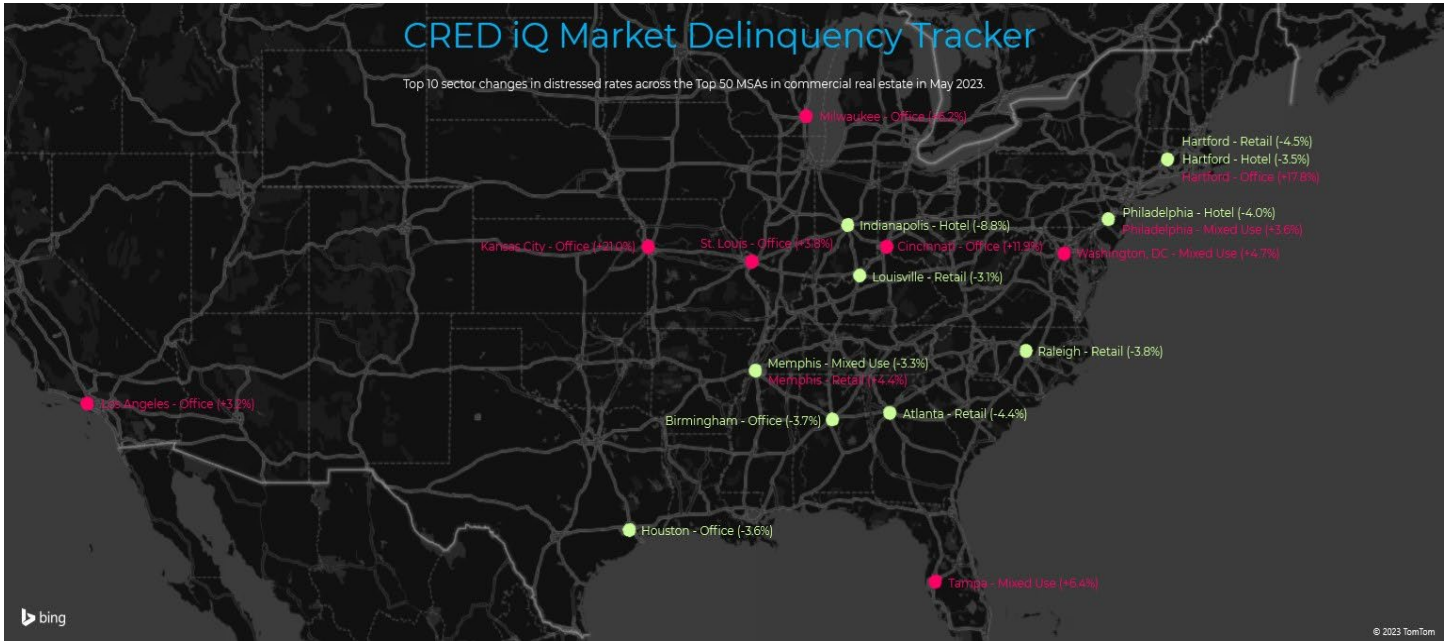 CRED iQ Market Delinquency Tracker
Top 10 sector changes in distressed rates across the Top 50 MSAs in commercial real estate in May 2023.
Milwaukee - Office (+6.2%)
Hartford - Retail (-4.5%)
Hartford - Hotel (-3.5%)
Hartford - Office (+17.8%)
Philadelphia - Hotel (-4.0%)
Philadelphia - Mixed Use (+3.6%)
Indianapolis - Hotel (-8.8%)
Kansas City - Office (+21.0%)
St. Louis - Office (+3.8%)
Cincinnati - Office (+11.9%)
Washington, DC - Mixed Use (+4.7%)
Louisville - Retail (-3.1%)
Raleigh - Retail (-3.8%)
Memphis - Mixed Use (-3.3%)
Memphis - Retail (+4.4%)
Los Angeles - Office (+3.2%)
Birmingham - Office (-3.7%)
Atlanta - Retail (-4.4%)
Houston - Office (-3.6%)
Tampa - Mixed Use (+6.4%)
bing
© 2023 TomTom